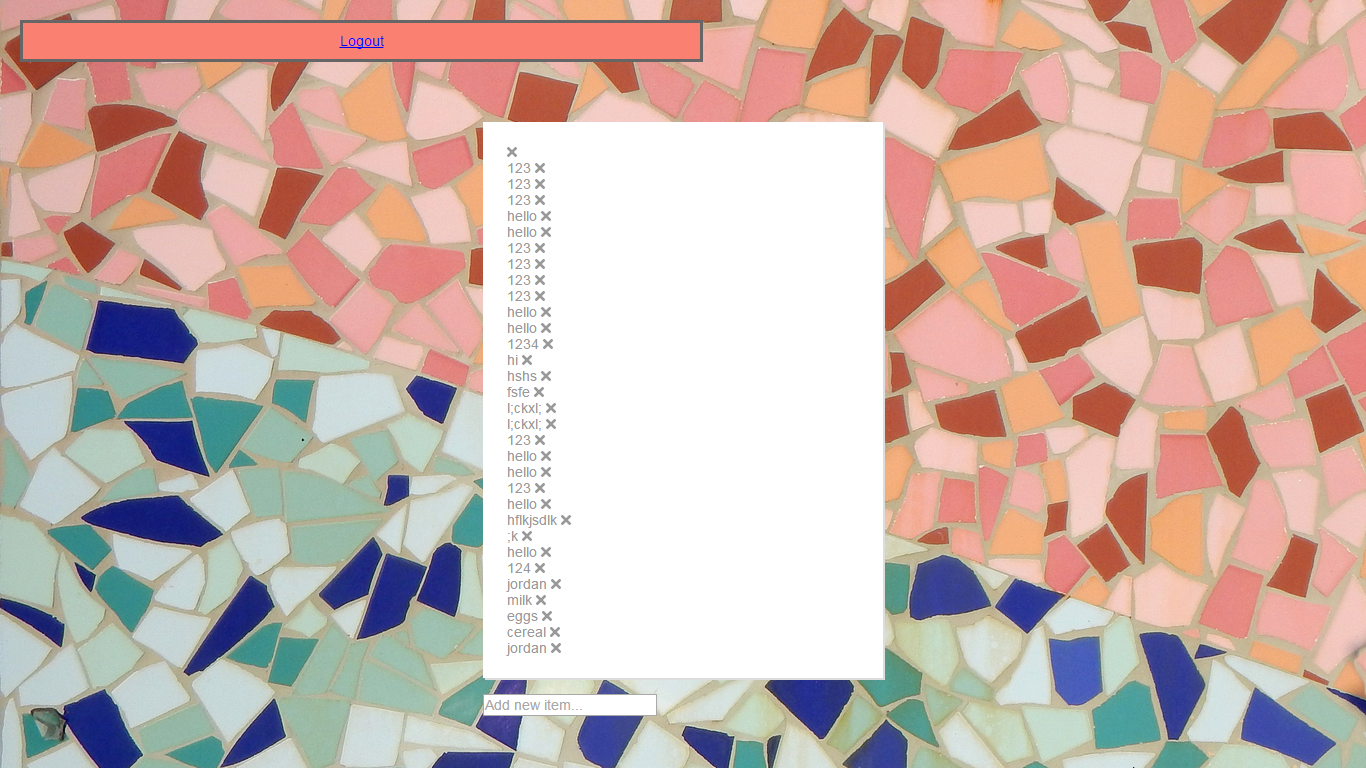 Logout
123
123
123
hello
hello
123
123
123
123
hello
hello
1234
hi
hshs
fsfe
l;ckxl;
l;ckxl;
123
hello
hello
123
hello
hflkjsdlk
;k
hello
124
jordan
milk
eggs
cereal
jordan
Add new item...